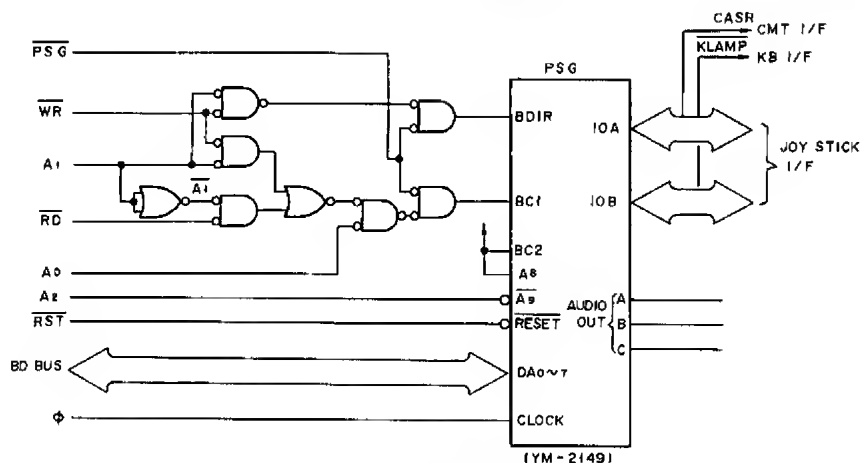 CASR
CMT I/F
KLAMP
KB I/F
PSG
PSG
WR
BDIR
IOA
A1
JOY STICK
I/F
A1
IOB
RD
BC1
BC2
A0
A8
A2
A9
AUDIO
OUT
A
B
C
RST
RESET
BD BUS
DA0~7
φ
CLOCK
(YM-2149)